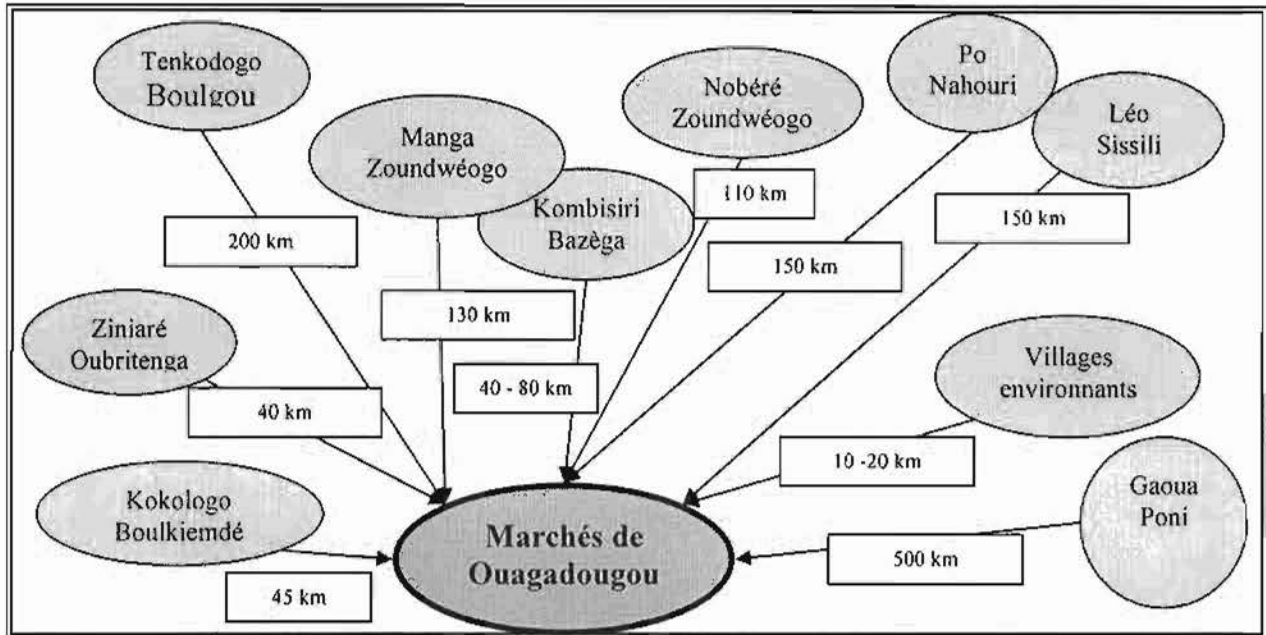 Tenkodogo
Boulgou
Manga
Zoundwéogo
Kombisiri
Bazèga
Nobéré
Zoundwéogo
Po
Nahouri
Léo
Sissili
200 km
130 km
110 km
150 km
150 km
Ziniaré
Oubritenga
40 km
40 - 80 km
Villages
environnants
10 -20 km
Kokologo
Boulkiemdé
45 km
Marchés de
Ouagadougou
500 km
Gaoua
Poni